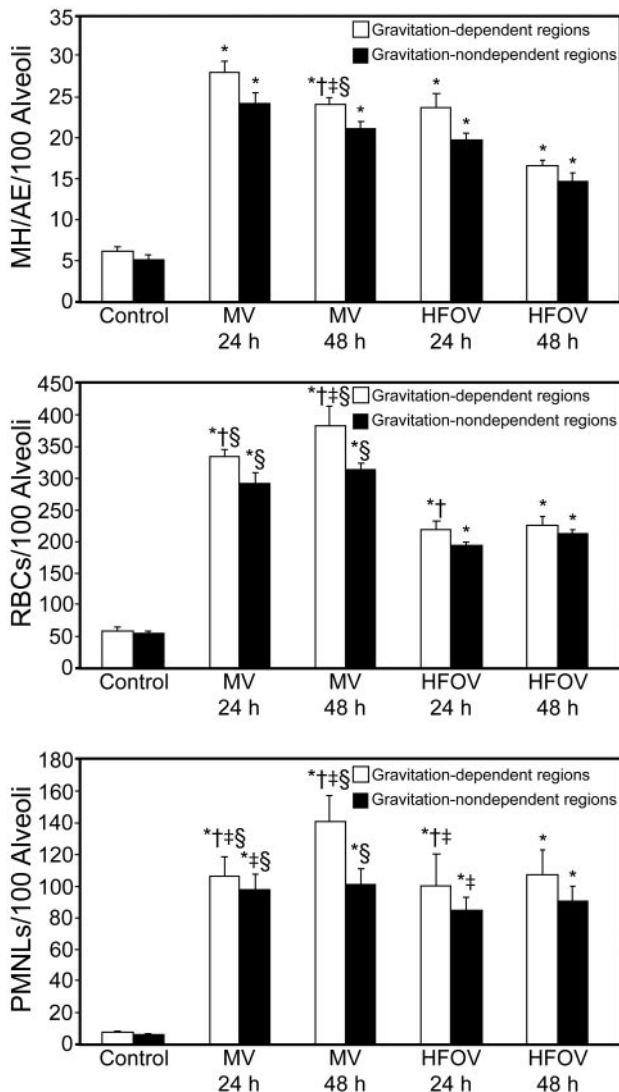 MH/AE/100 Alveoli
35
30
25
20
15
10
5
0
Gravitation-dependent regions
Gravitation-nondependent regions
*
*
*†‡§
*
*
*
*
*
Control
MV
24 h
MV
48 h
HFOV
24 h
HFOV
48 h
RBCs/100 Alveoli
450
400
350
300
250
200
150
100
50
0
Gravitation-dependent regions
Gravitation-nondependent regions
*†§
*§
*†‡§
*§
*†
*
*
*
Control
MV
24 h
MV
48 h
HFOV
24 h
HFOV
48 h
PMNLs/100 Alveoli
180
160
140
120
100
80
60
40
20
0
Gravitation-dependent regions
Gravitation-nondependent regions
*†‡§
*‡§
*†‡§
*§
*†‡
*‡
*
*
Control
MV
24 h
MV
48 h
HFOV
24 h
HFOV
48 h